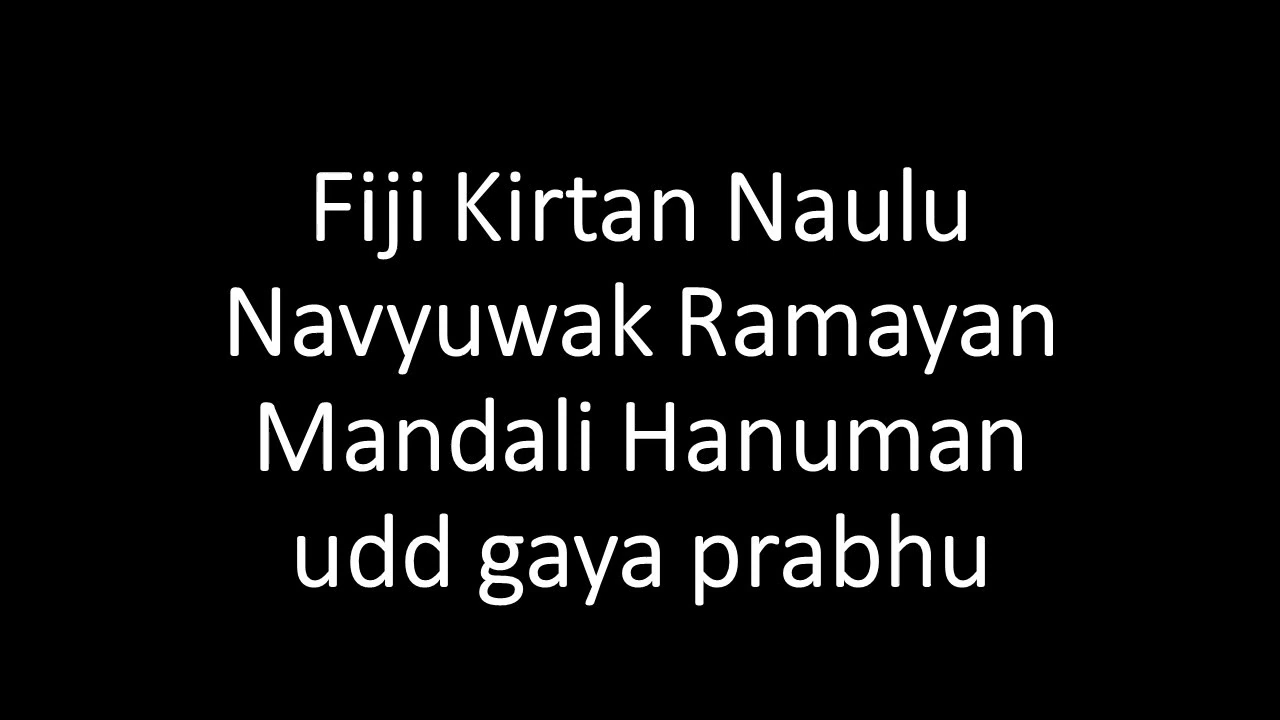 Fiji Kirtan Naulu
Navyuwak Ramayan
Mandali Hanuman
udd gaya prabhu